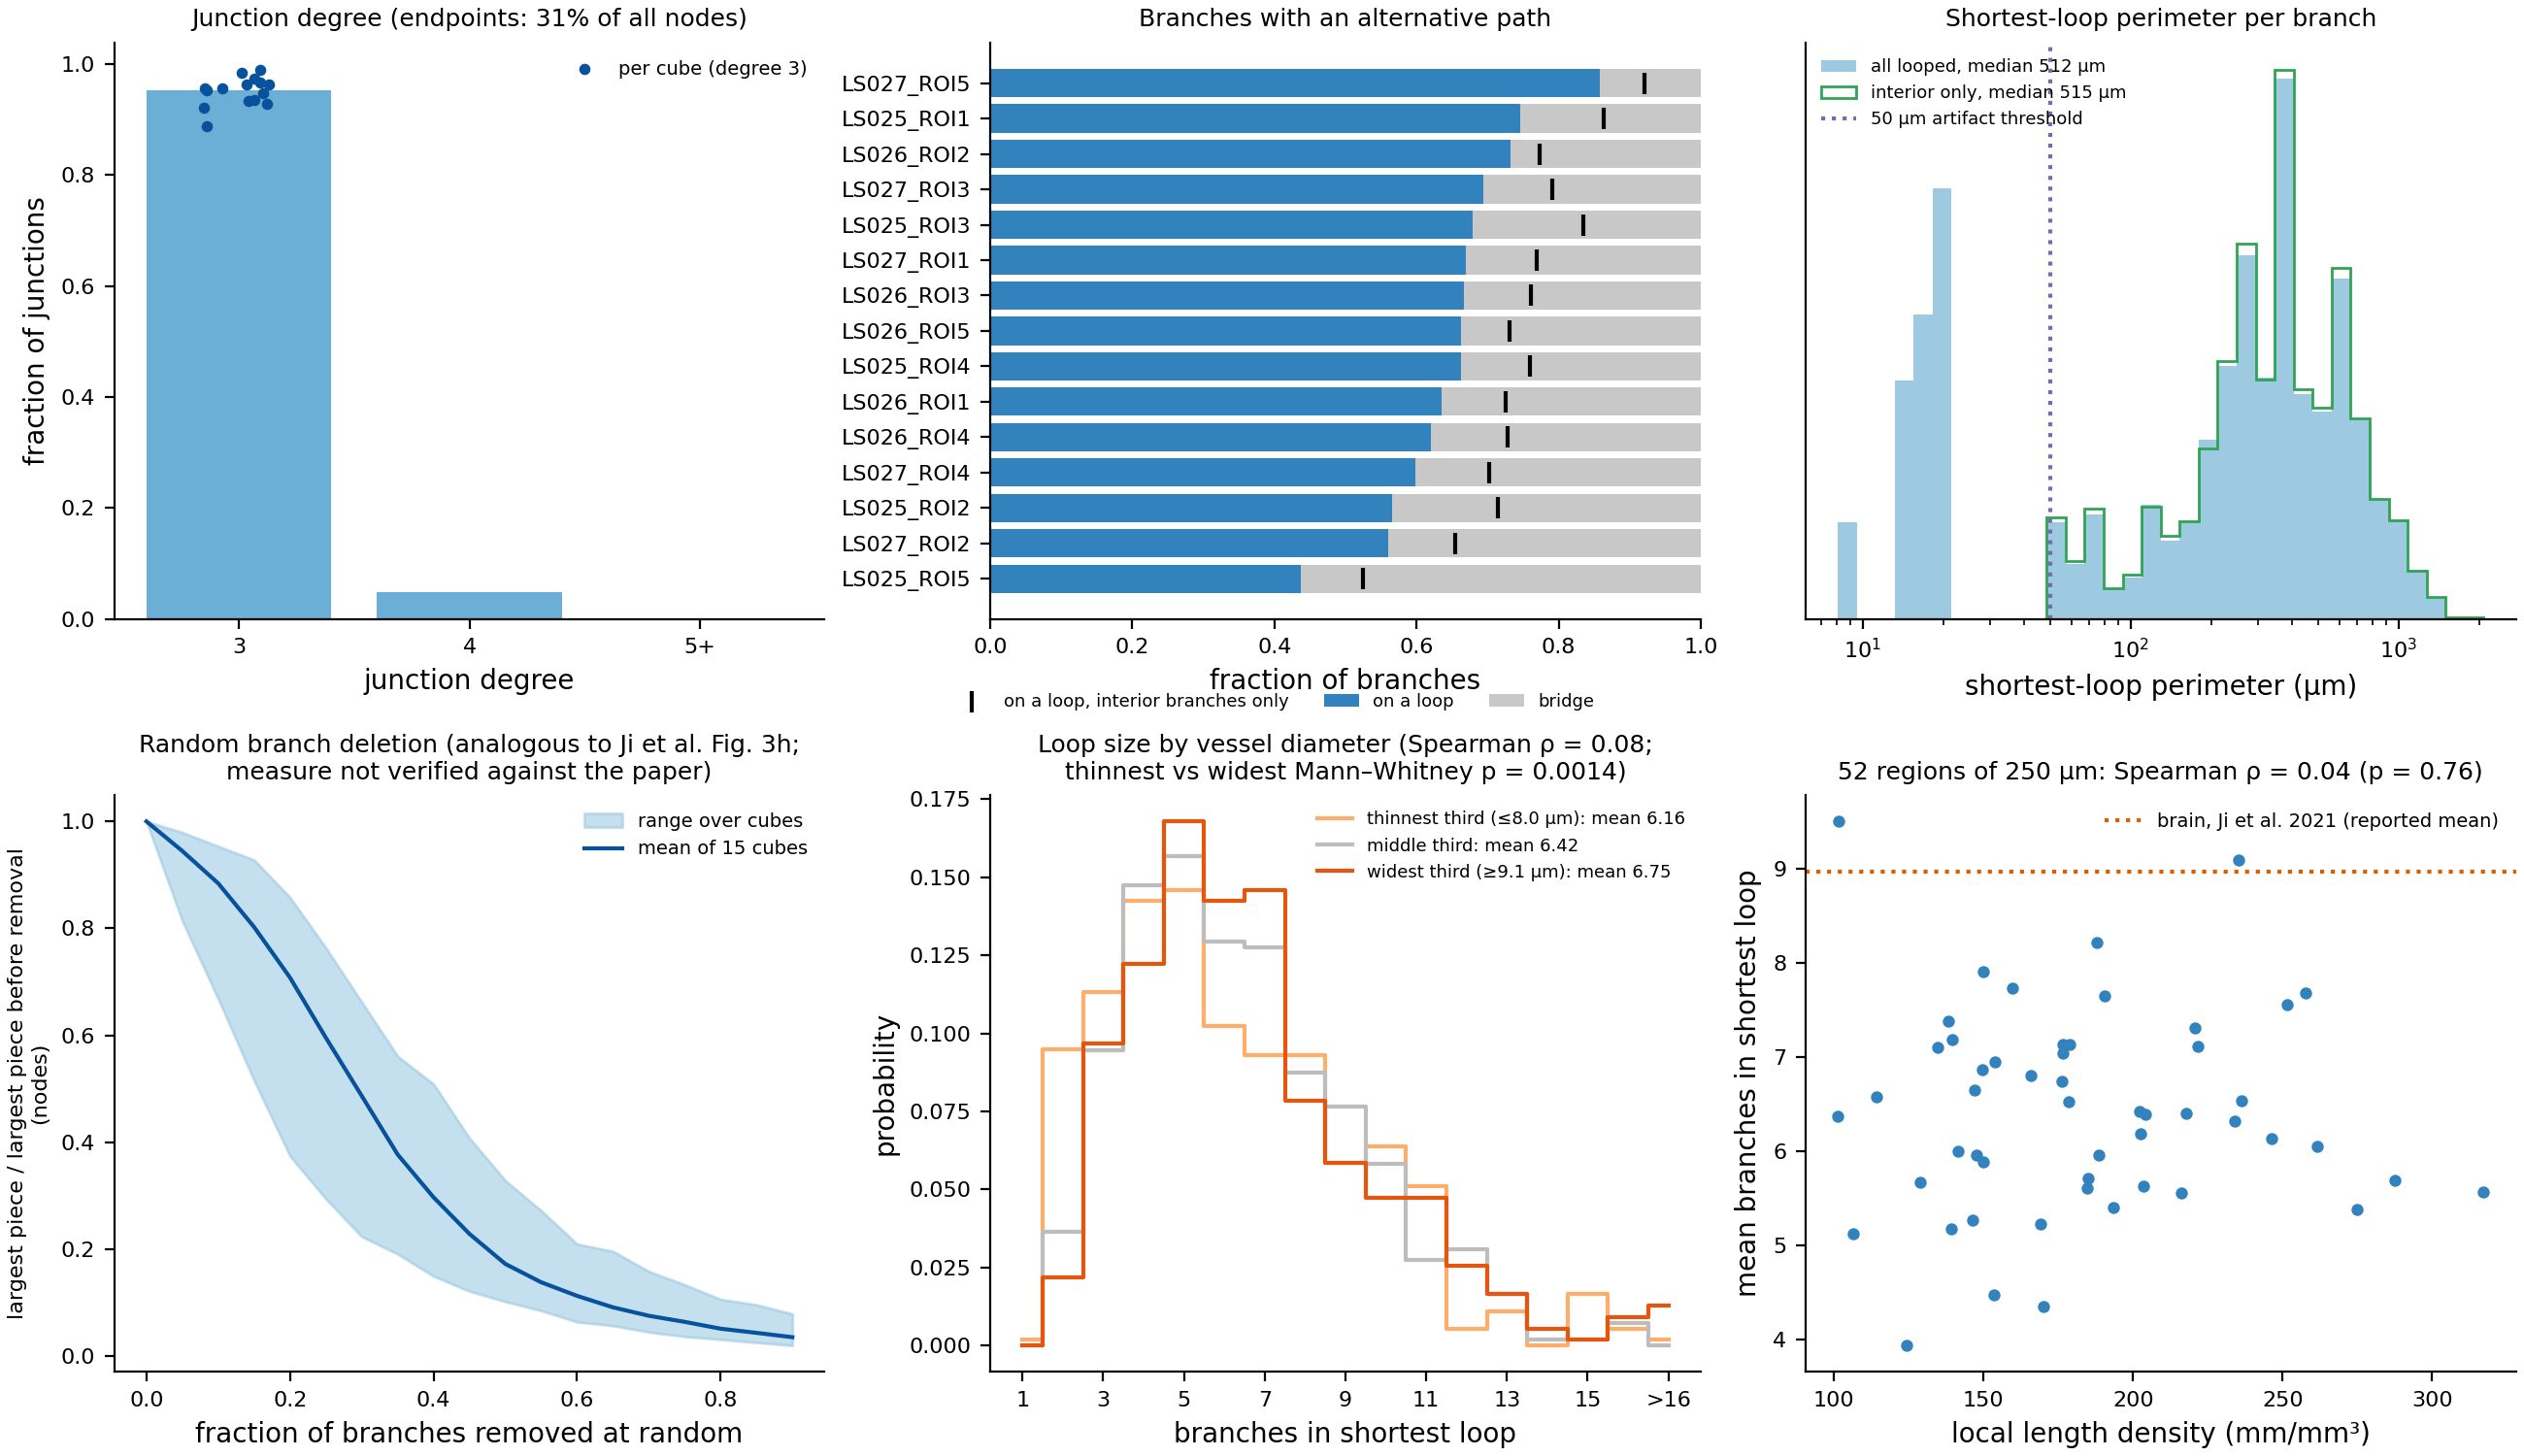 Junction degree (endpoints: 31% of all nodes)
per cube (degree 3)
fraction of junctions
1.0
0.8
0.6
0.4
0.2
0.0
3
4
5+
junction degree
Branches with an alternative path
LS027_ROI5
LS025_ROI1
LS026_ROI2
LS027_ROI3
LS025_ROI3
LS027_ROI1
LS026_ROI3
LS026_ROI5
LS025_ROI4
LS026_ROI1
LS026_ROI4
LS027_ROI4
LS025_ROI2
LS027_ROI2
LS025_ROI5
0.0
0.2
0.4
0.6
0.8
1.0
fraction of branches
on a loop, interior branches only
on a loop
bridge
Shortest-loop perimeter per branch
all looped, median 512 µm
interior only, median 515 µm
50 µm artifact threshold
10¹
10²
10³
shortest-loop perimeter (µm)
Random branch deletion (analogous to Ji et al. Fig. 3h;
measure not verified against the paper)
range over cubes
mean of 15 cubes
largest piece / largest piece before removal
(nodes)
1.0
0.8
0.6
0.4
0.2
0.0
0.0
0.2
0.4
0.6
0.8
fraction of branches removed at random
Loop size by vessel diameter (Spearman ρ = 0.08;
thinnest vs widest Mann–Whitney p = 0.0014)
thinnest third (≤8.0 µm): mean 6.16
middle third: mean 6.42
widest third (≥9.1 µm): mean 6.75
probability
0.175
0.150
0.125
0.100
0.075
0.050
0.025
0.000
1
3
5
7
9
11
13
15
>16
branches in shortest loop
52 regions of 250 µm: Spearman ρ = 0.04 (p = 0.76)
brain, Ji et al. 2021 (reported mean)
mean branches in shortest loop
9
8
7
6
5
4
100
150
200
250
300
local length density (mm/mm³)